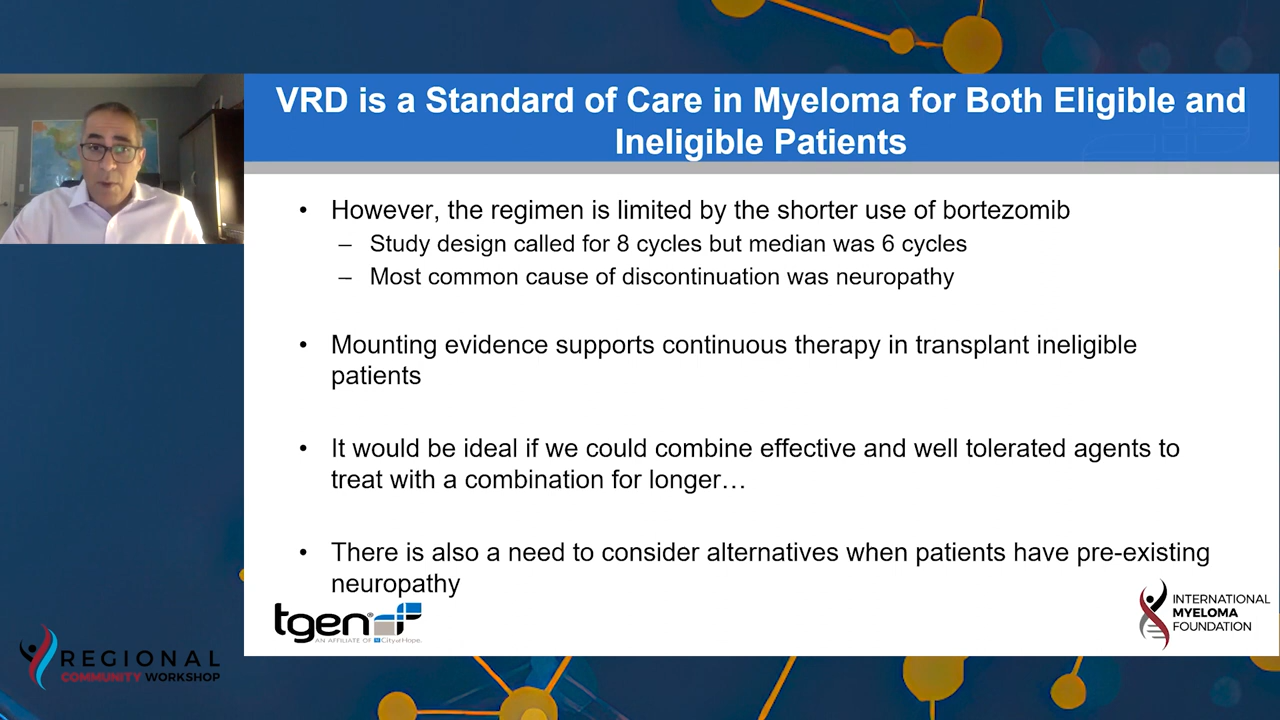 VRD is a Standard of Care in Myeloma for Both Eligible and
Ineligible Patients
• However, the regimen is limited by the shorter use of bortezomib
– Study design called for 8 cycles but median was 6 cycles
– Most common cause of discontinuation was neuropathy
• Mounting evidence supports continuous therapy in transplant ineligible
patients
• It would be ideal if we could combine effective and well tolerated agents to
treat with a combination for longer…
• There is also a need to consider alternatives when patients have pre-existing
neuropathy
tgen®
AN AFFILIATE OF City of Hope.
INTERNATIONAL
MYELOMA
FOUNDATION
REGIONAL
COMMUNITY WORKSHOP